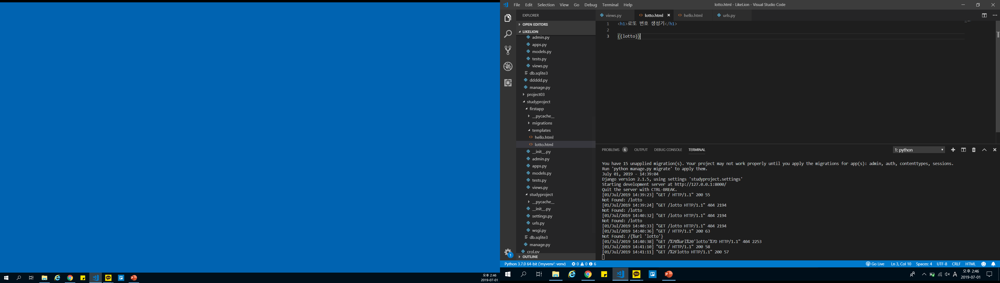 File Edit Selection View Go Debug Terminal Help
lotto.html - LikeLion - Visual Studio Code
EXPLORER
OPEN EDITORS
LIKELION
admin.py
apps.py
models.py
tests.py
views.py
db.sqlite3
ddddd.py
manage.py
project03
studyproject
firstapp
__pycache__
migrations
templates
hello.html
lotto.html
__init__.py
admin.py
apps.py
models.py
tests.py
views.py
studyproject
__pycache__
__init__.py
settings.py
urls.py
wsgi.py
db.sqlite3
manage.py
crol.py
OUTLINE
views.py lotto.html hello.html urls.py
1 <h1>로또 번호 생성기</h1>
2
3 {{lotto}}
PROBLEMS 6 OUTPUT DEBUG CONSOLE TERMINAL
1: python
You have 15 unapplied migration(s). Your project may not work properly until you apply the migrations for app(s): admin, auth, contenttypes, sessions.
Run 'python manage.py migrate' to apply them.
July 01, 2019 - 14:39:04
Django version 2.1.5, using settings 'studyproject.settings'
Starting development server at http://127.0.0.1:8000/
Quit the server with CTRL-BREAK.
[01/Jul/2019 14:39:23] "GET / HTTP/1.1" 200 55
Not Found: /lotto
[01/Jul/2019 14:39:24] "GET /lotto HTTP/1.1" 404 2194
Not Found: /lotto
[01/Jul/2019 14:40:32] "GET /lotto HTTP/1.1" 404 2194
Not Found: /lotto
[01/Jul/2019 14:40:33] "GET /lotto HTTP/1.1" 404 2194
[01/Jul/2019 14:40:36] "GET / HTTP/1.1" 200 63
Not Found: /{%url 'lotto'}
[01/Jul/2019 14:40:38] "GET /%7B%url%20'lotto'%7D HTTP/1.1" 404 2253
[01/Jul/2019 14:41:10] "GET / HTTP/1.1" 200 58
[01/Jul/2019 14:41:11] "GET /%2Flotto HTTP/1.1" 200 57
1
Python 3.7.0 64-bit ('myvenv': venv) 0 0 6
Go Live Ln 3, Col 10 Spaces: 4 UTF-8 CRLF HTML
오후 2:46
2019-07-01
TALK
A
오후 2:46
2019-07-01